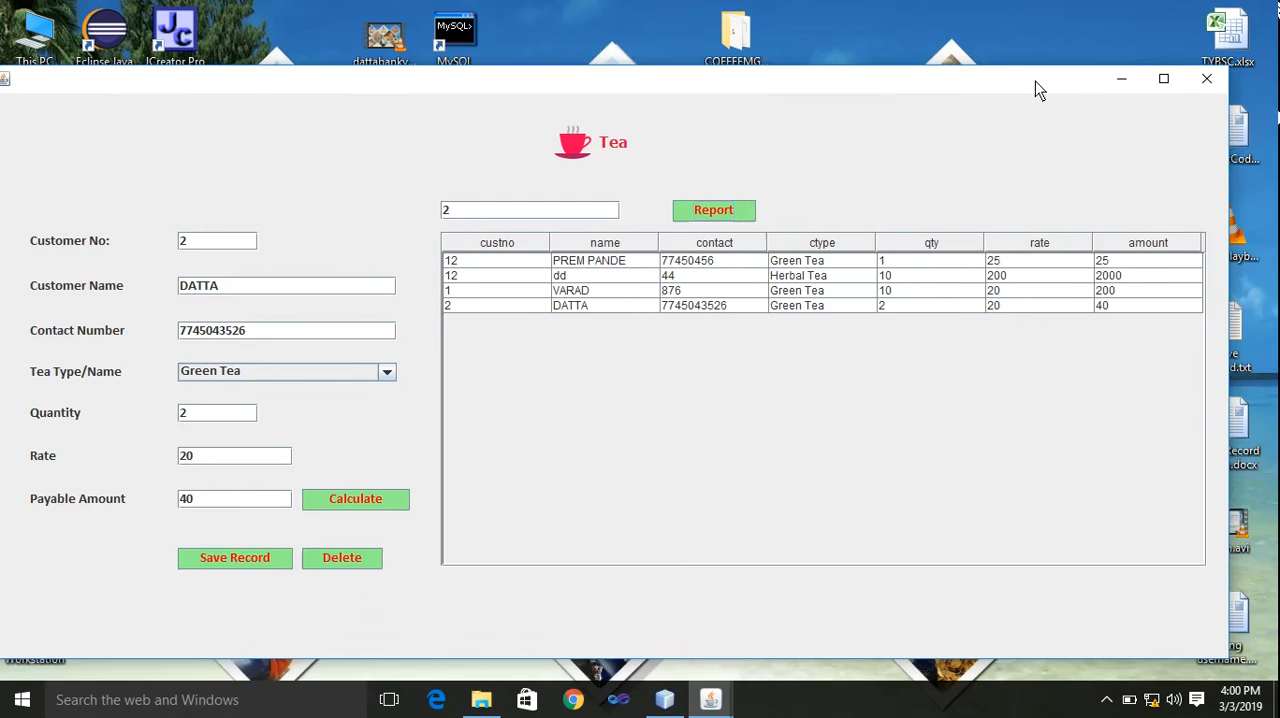 This PC
Eclipse Java
JCreator Pro
dattabanky...
MySQL>
MySQL
COFFEEMG...
TYBSC.xlsx
Tea
2
Report
Customer No:
2
Customer Name
DATTA
Contact Number
7745043526
Tea Type/Name
Green Tea
Quantity
2
Rate
20
Payable Amount
40
Calculate
Save Record
Delete
custno name contact ctype qty rate amount
12 PREM PANDE 77450456 Green Tea 1 25 25
12 dd 44 Herbal Tea 10 200 2000
1 VARAD 876 Green Tea 10 20 200
2 DATTA 7745043526 Green Tea 2 20 40
Search the web and Windows
4:00 PM
3/3/2019